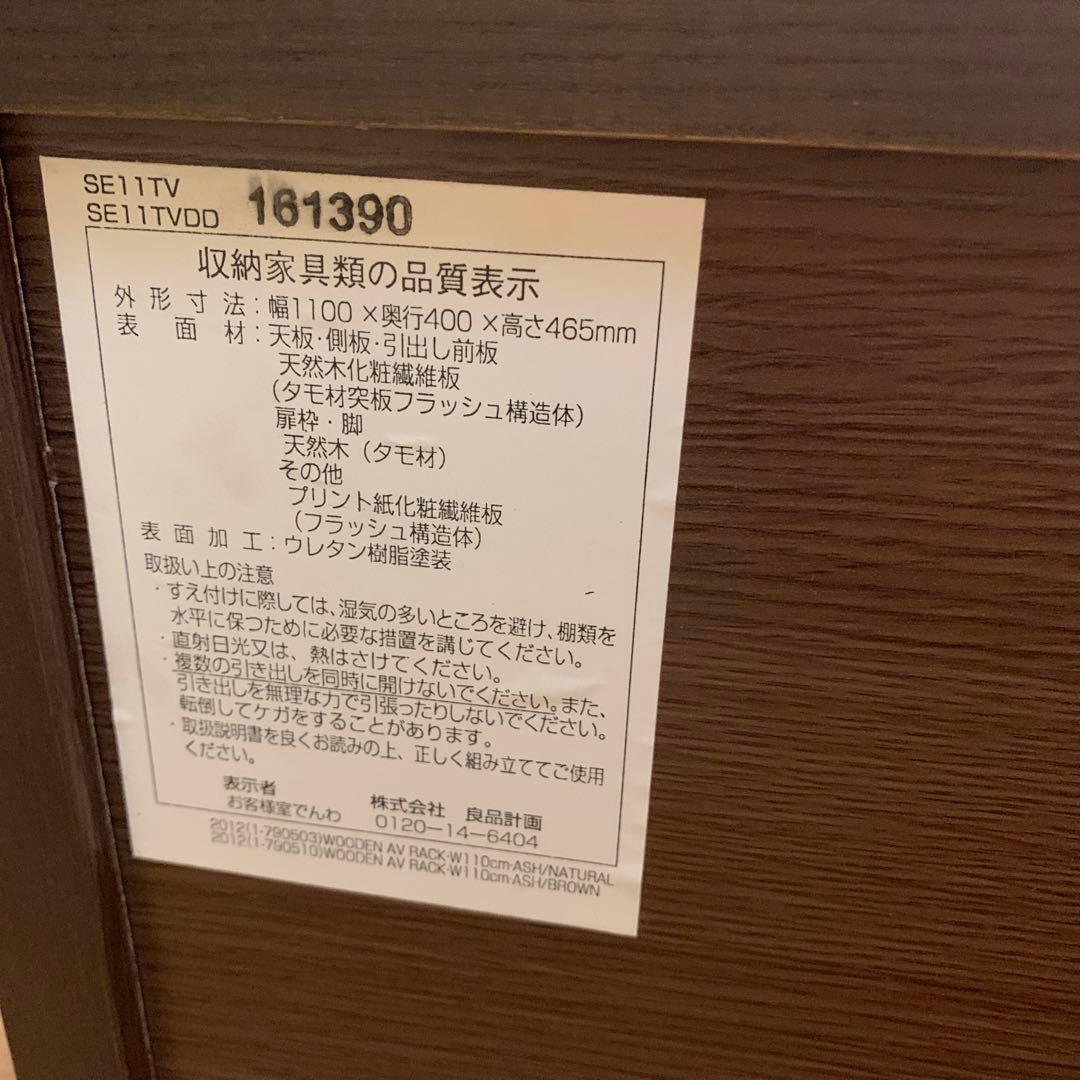 SE11TV
SE11TVDD 161390
収納家具類の品質表示
外形寸法：幅1100×奥行400×高さ465mm
表面材：天板・側板・引出し前板
天然木化粧繊維板
(タモ材突板フラッシュ構造体)
扉枠・脚
天然木（タモ材）
その他
プリント紙化粧繊維板
（フラッシュ構造体）
表面加工：ウレタン樹脂塗装
取扱い上の注意
・すえ付けに際しては、湿気の多いところを避け、棚類を
水平に保つために必要な措置を講じてください。
・直射日光又は、熱はさけてください。
・複数の引き出しを同時に開けないでください。また、
引き出しを無理な力で引張ったりしないでください。
転倒してケガをすることがあります。
・取扱説明書を良くお読みの上、正しく組み立ててご使用
ください。
表示者 株式会社 良品計画
お客様室でんわ 0120-14-6404
2012(1-790503)WOODEN AV RACK-W110cm-ASH/NATURAL
2012(1-790510)WOODEN AV RACK-W110cm-ASH/BROWN